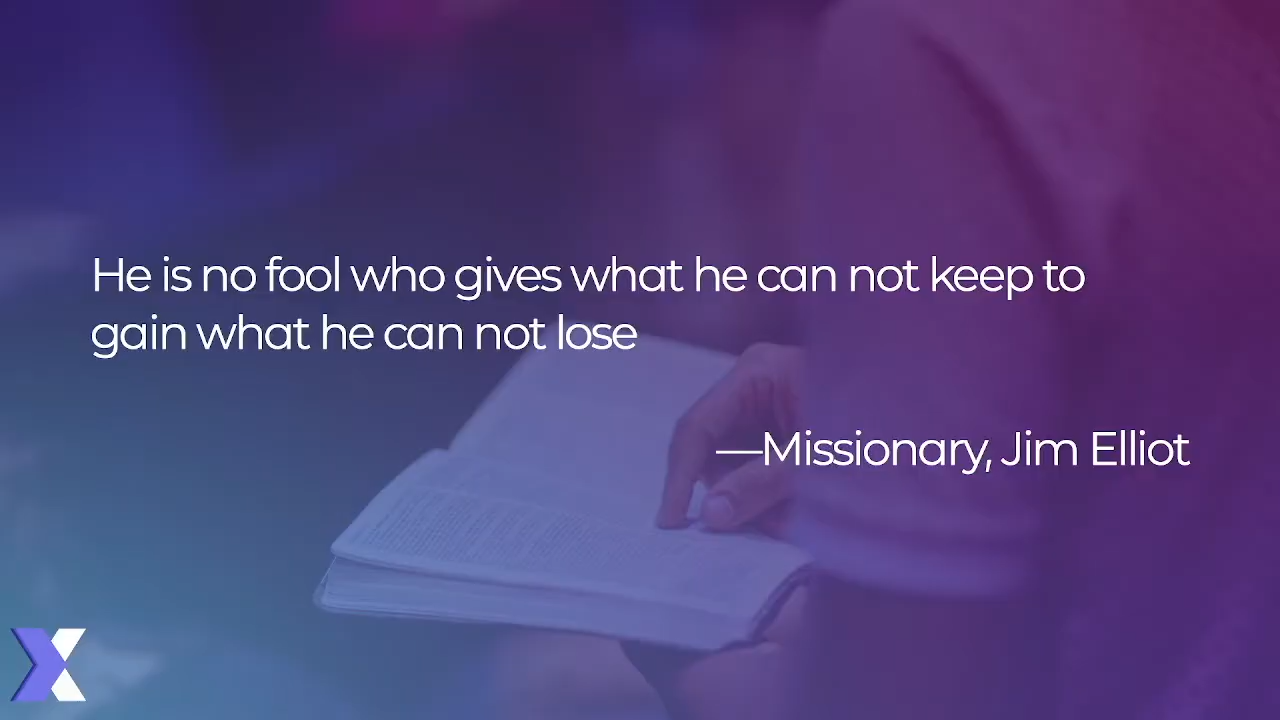 He is no fool who gives what he can not keep to
gain what he can not lose
—Missionary, Jim Elliot